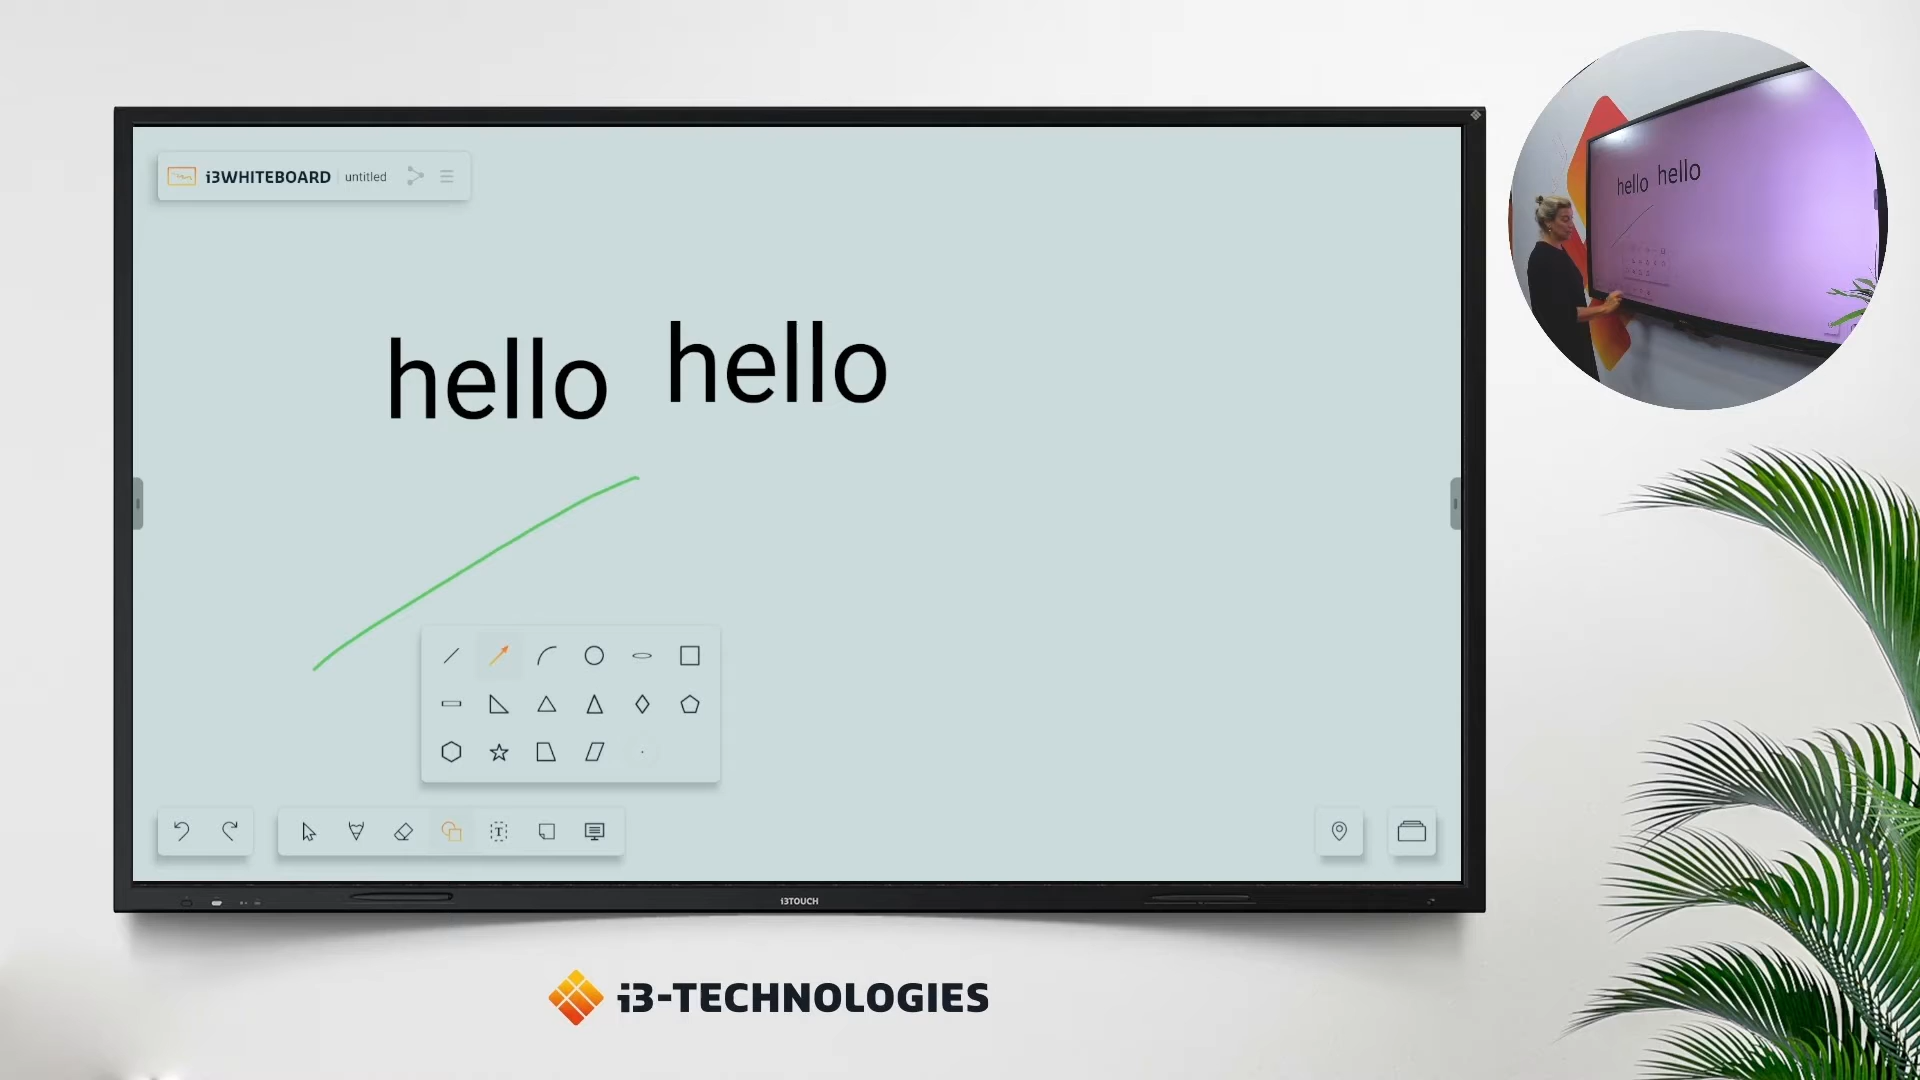 i3WHITEBOARD untitled
hello hello
T
i3TOUCH
i3-TECHNOLOGIES
hello hello